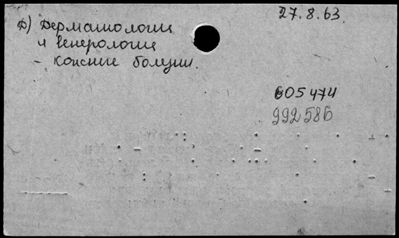 27.8.63.
Д) Дерматологии
и венерологии
- кожные болезни.
605474
992586